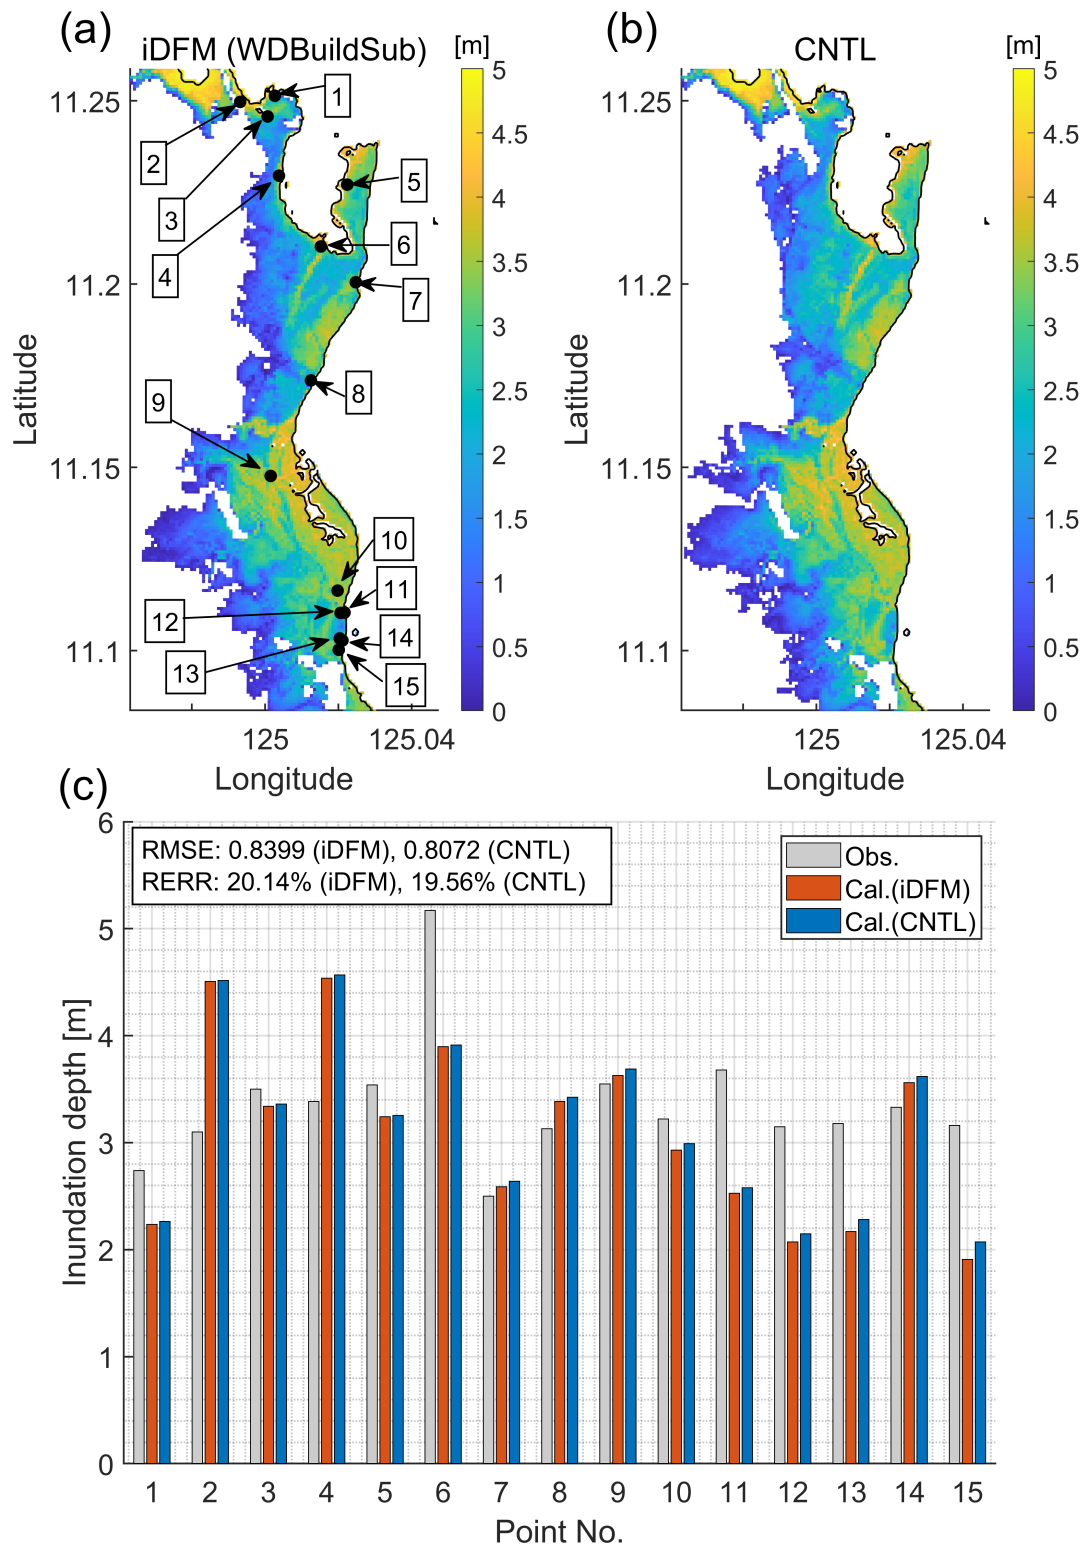 (a)
iDFM (WDBuildSub)
[m]
11.25
11.2
11.15
11.1
Latitude
125
125.04
Longitude
1
2
3
4
5
6
7
8
9
10
11
12
13
14
15
5
4.5
4
3.5
3
2.5
2
1.5
1
0.5
0
(b)
CNTL
[m]
11.25
11.2
11.15
11.1
Latitude
125
125.04
Longitude
5
4.5
4
3.5
3
2.5
2
1.5
1
0.5
0
(c)
RMSE: 0.8399 (iDFM), 0.8072 (CNTL)
RERR: 20.14% (iDFM), 19.56% (CNTL)
Obs.
Cal.(iDFM)
Cal.(CNTL)
6
5
4
3
2
1
0
Inundation depth [m]
1 2 3 4 5 6 7 8 9 10 11 12 13 14 15
Point No.